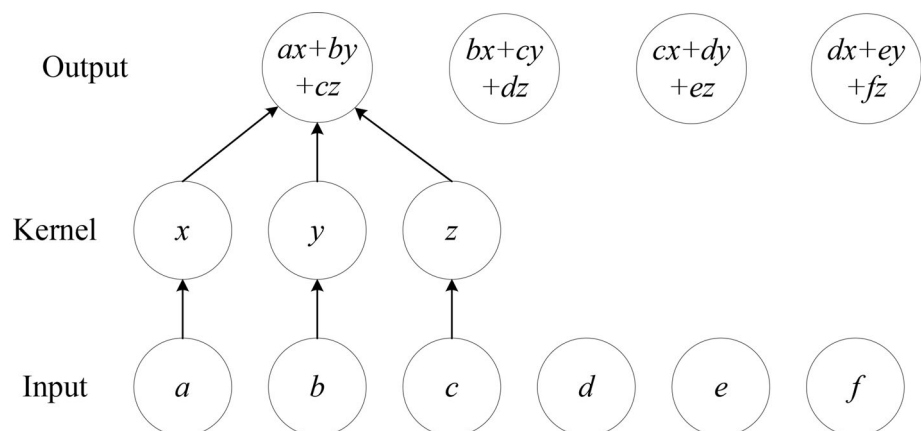 Output
ax+by
+cz
bx+cy
+dz
cx+dy
+ez
dx+ey
+fz
Kernel
x
y
z
Input
a
b
c
d
e
f